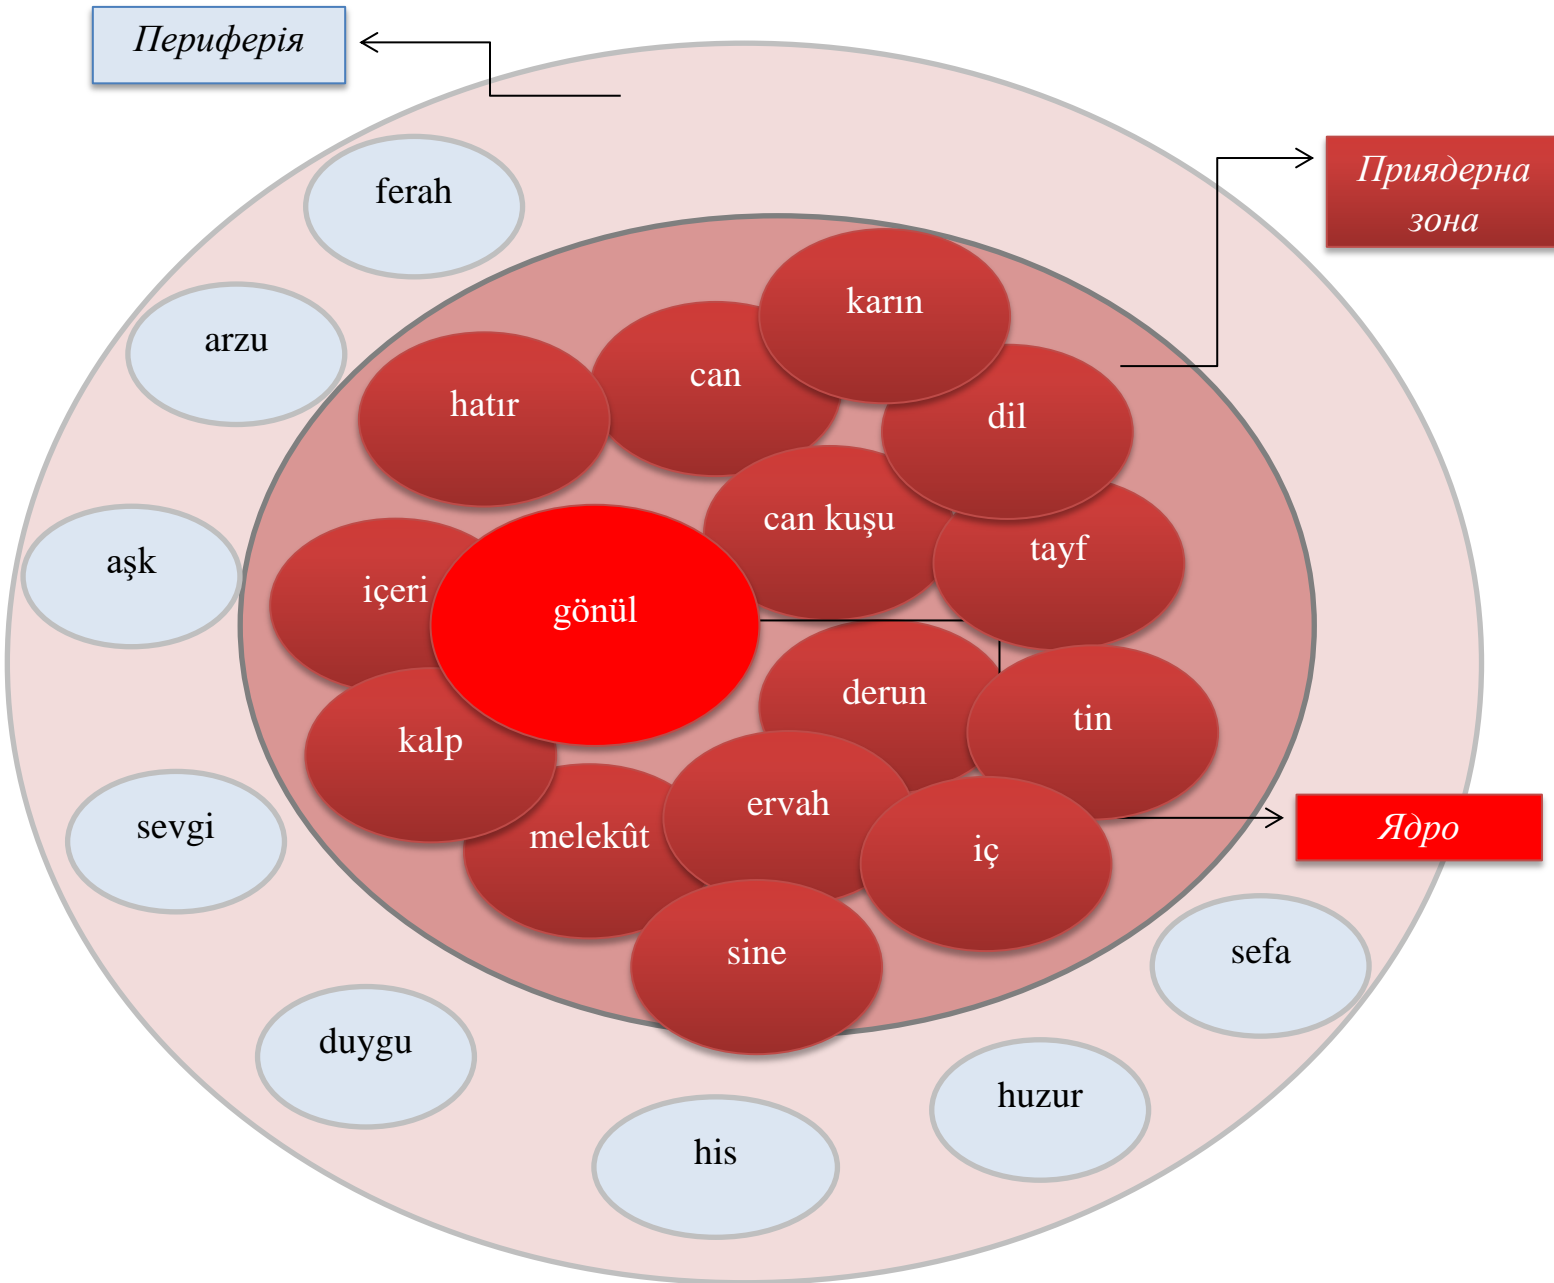 Периферія
Приядерна
зона
ferah
karın
arzu
can
hatır
dil
can kuşu
tayf
aşk
içeri
gönül
derun
tin
kalp
ervah
sevgi
melekût
iç
Ядро
sine
sefa
duygu
huzur
his